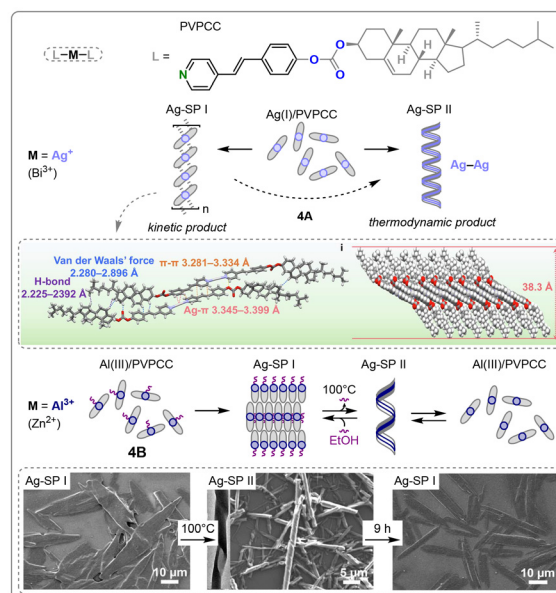 PVPCC
L–M–L
L =
N
O
O
O
H
H
H
Ag-SP I
Ag(I)/PVPCC
Ag-SP II
M = Ag⁺
(Bi³⁺)
n
Ag–Ag
4A
kinetic product
thermodynamic product
Van der Waals' force
2.280–2.896 Å
π-π 3.281–3.334 Å
H-bond
2.225–2392 Å
Ag-π 3.345–3.399 Å
i
38.3 Å
Al(III)/PVPCC
Ag-SP I
Ag-SP II
Al(III)/PVPCC
M = Al³⁺
(Zn²⁺)
100°C
EtOH
4B
Ag-SP I
Ag-SP II
Ag-SP I
100°C
9 h
10 µm
5 µm
10 µm